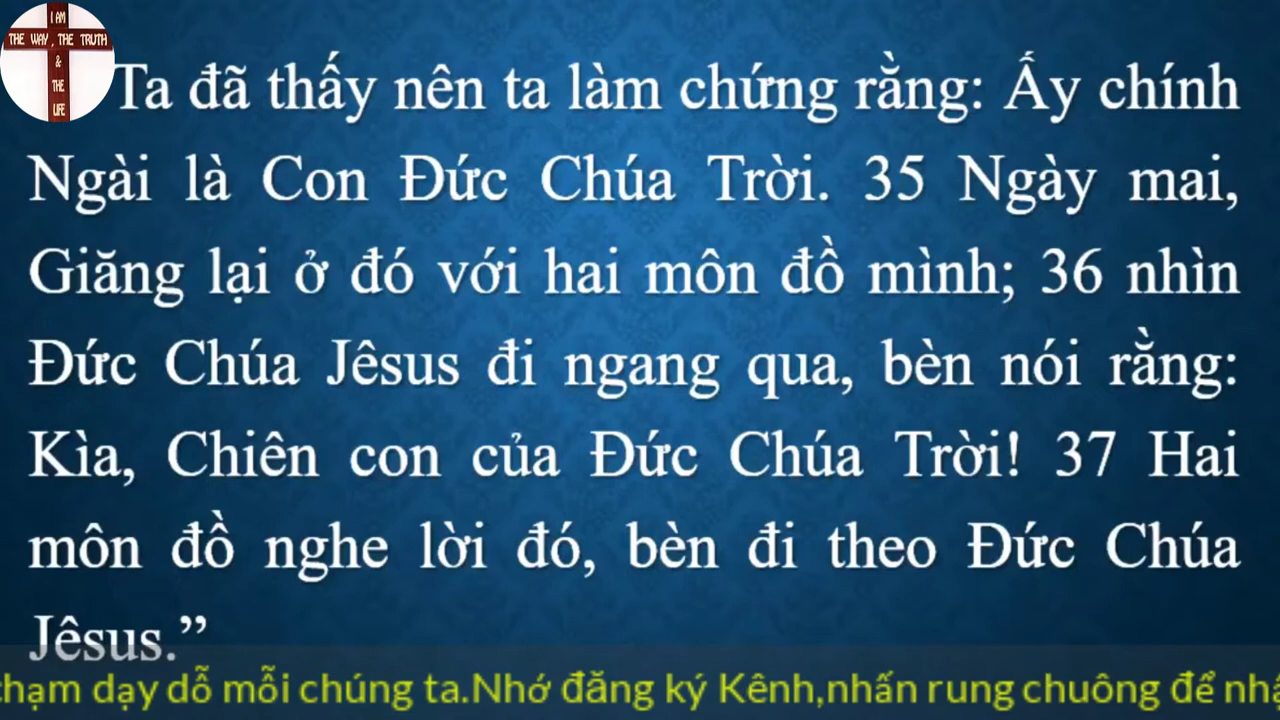 I AM
THE WAY, THE TRUTH
&
THE
LIFE
Ta đã thấy nên ta làm chứng rằng: Ấy chính
Ngài là Con Đức Chúa Trời. 35 Ngày mai,
Giăng lại ở đó với hai môn đồ mình; 36 nhìn
Đức Chúa Jêsus đi ngang qua, bèn nói rằng:
Kìa, Chiên con của Đức Chúa Trời! 37 Hai
môn đồ nghe lời đó, bèn đi theo Đức Chúa
Jêsus.”
dạy dỗ mỗi chúng ta.Nhớ đăng ký Kênh,nhấn rung chuông để